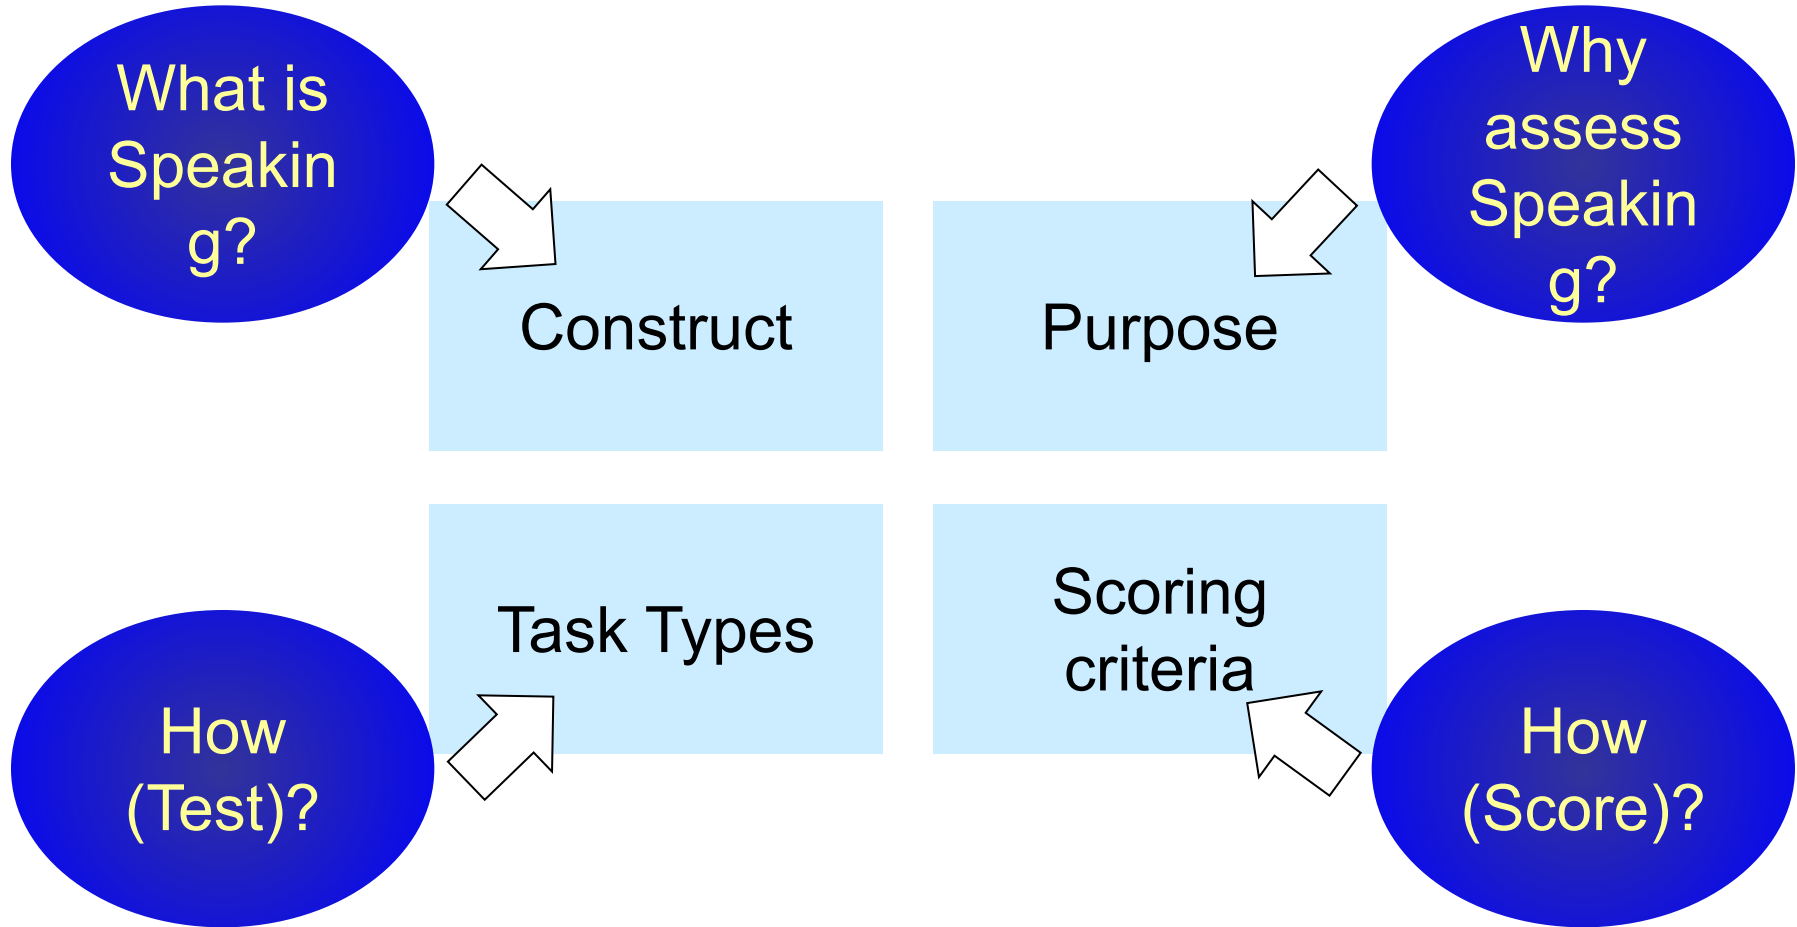 What is
Speakin
g?
Why
assess
Speakin
g?
Construct
Purpose
Task Types
Scoring
criteria
How
(Test)?
How
(Score)?